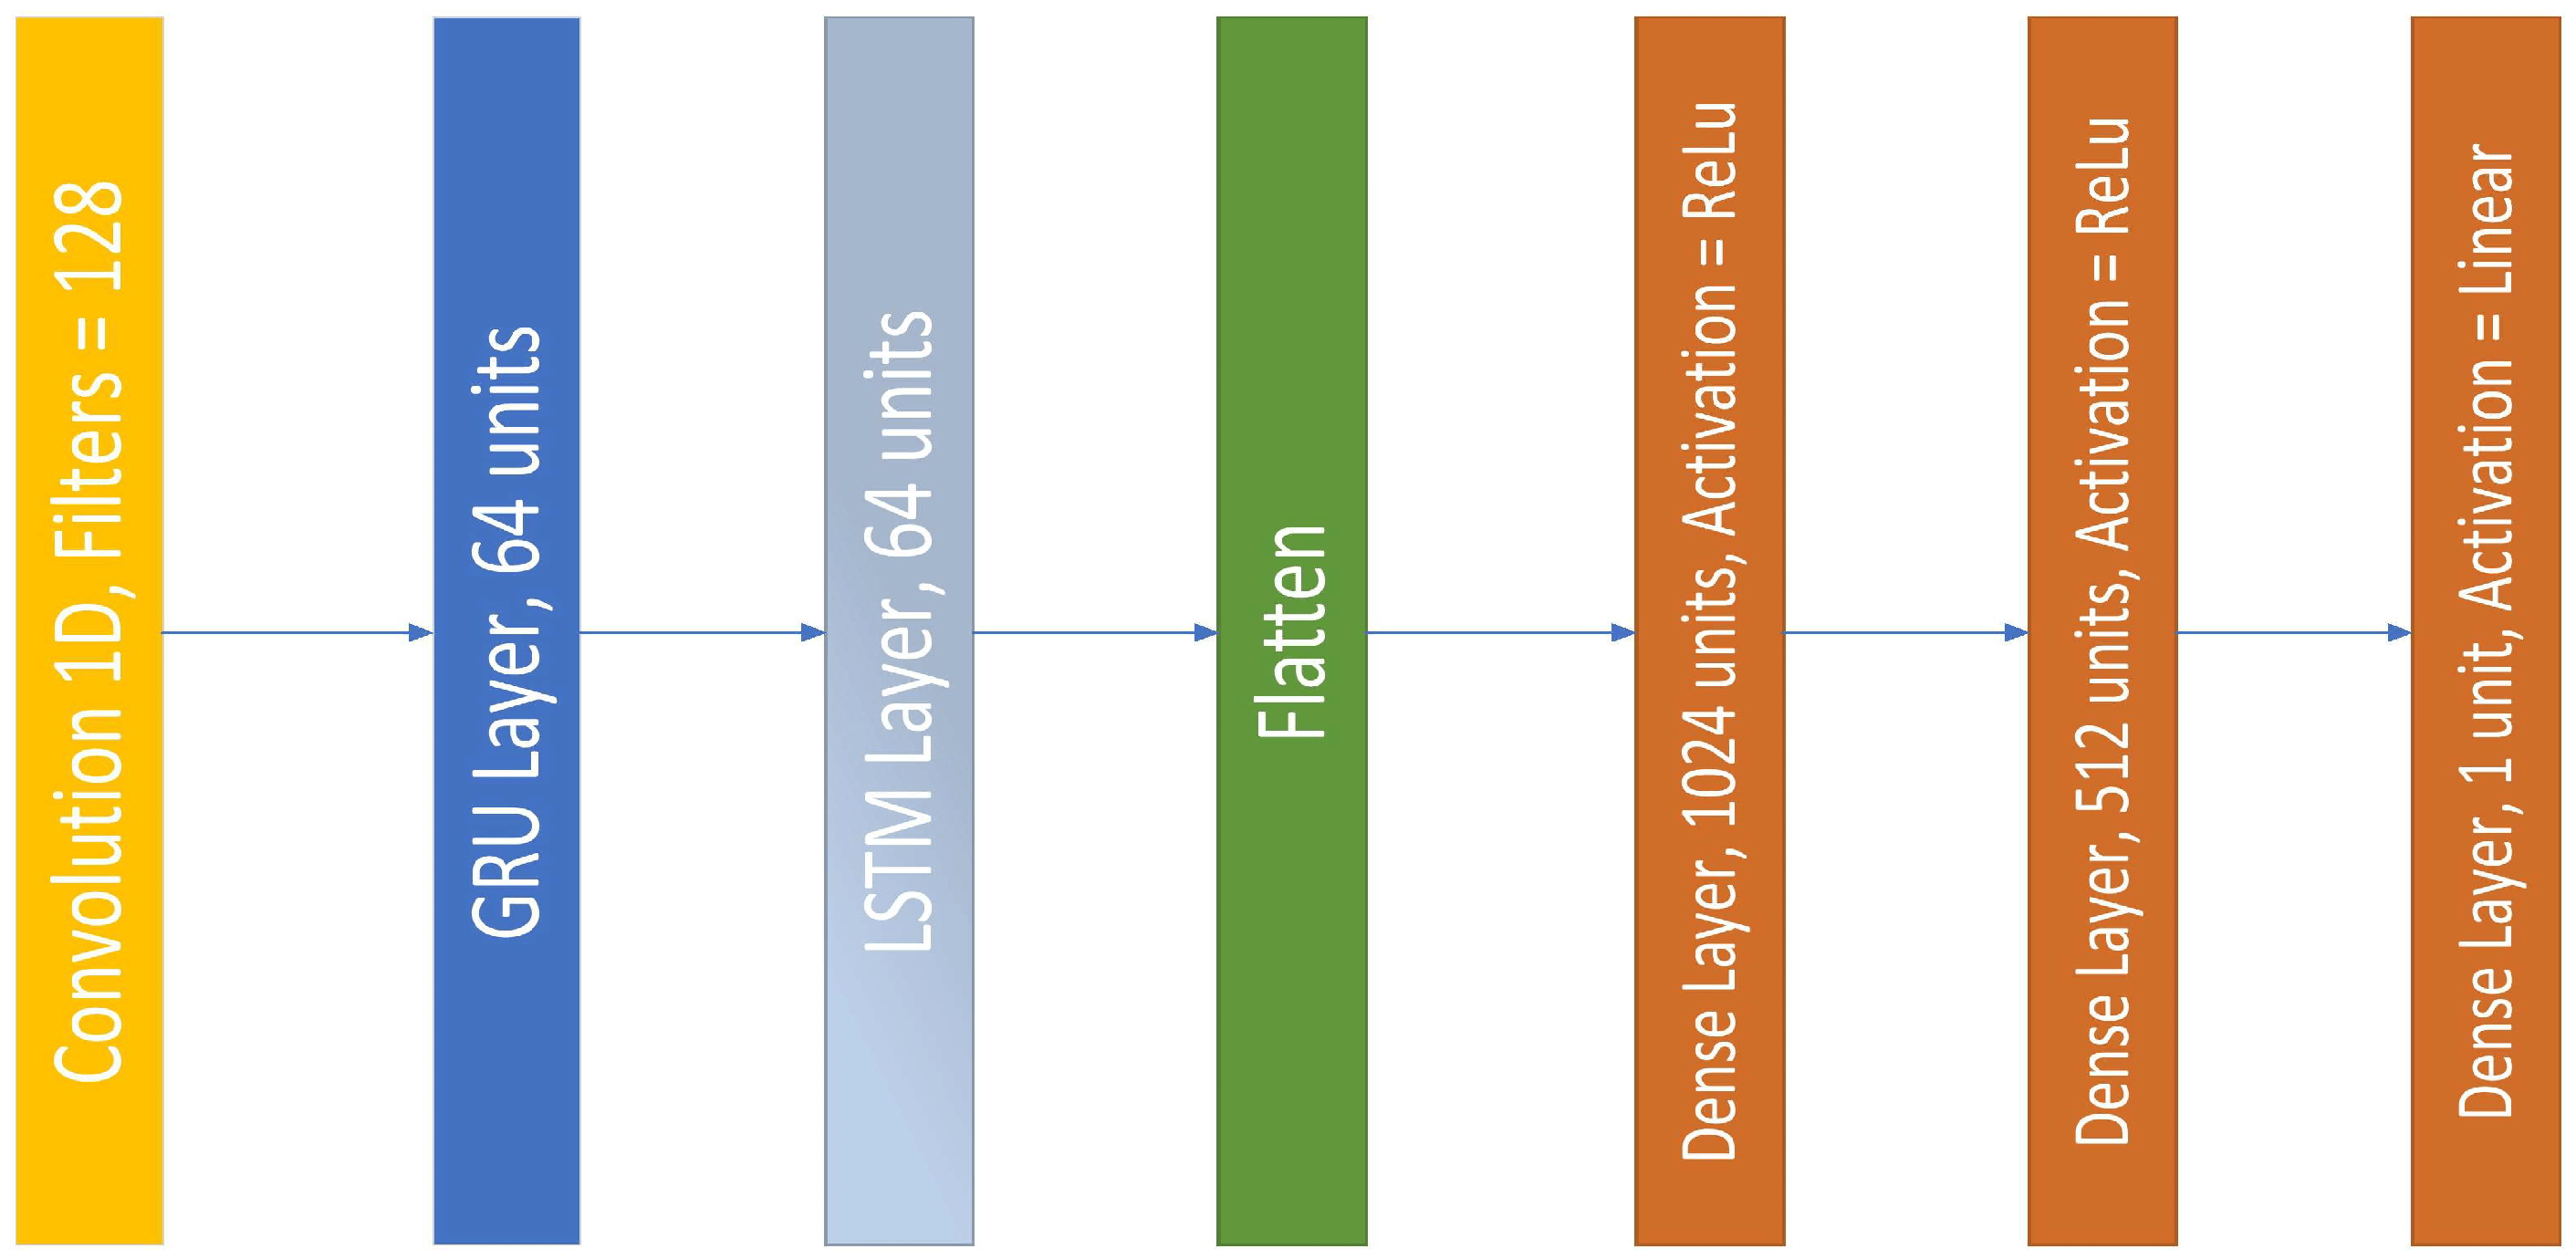 Convolution 1D, Filters = 128
GRU Layer, 64 units
LSTM Layer, 64 units
Flatten
Dense Layer, 1024 units, Activation = ReLu
Dense Layer, 512 units, Activation = ReLu
Dense Layer, 1 unit, Activation = Linear